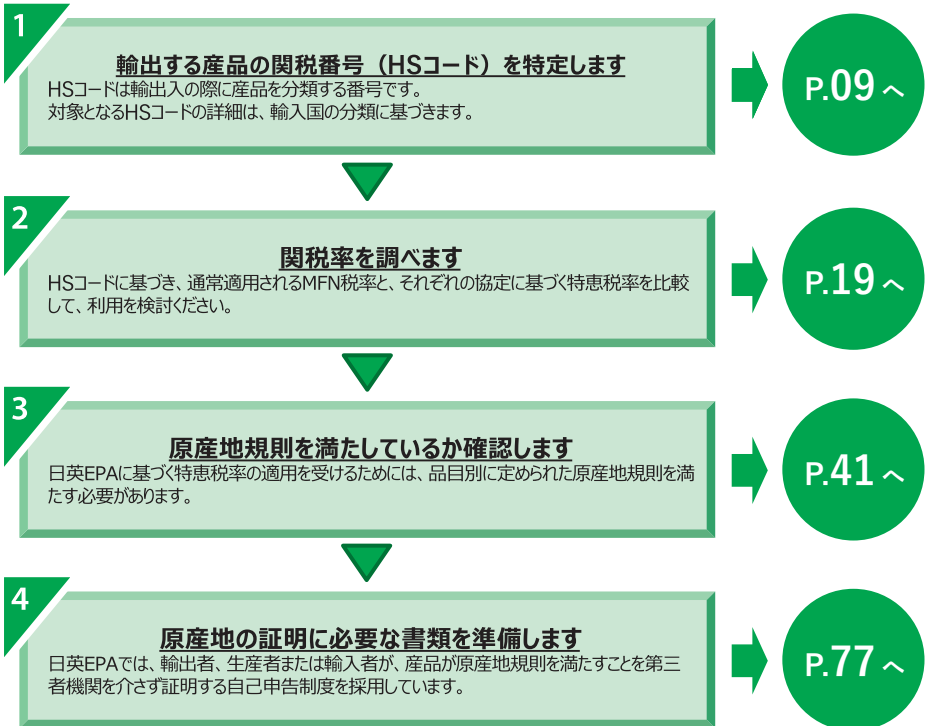 1
輸出する産品の関税番号（HSコード）を特定します
HSコードは輸出入の際に産品を分類する番号です。
対象となるHSコードの詳細は、輸入国の分類に基づきます。
P.09 へ
2
関税率を調べます
HSコードに基づき、通常適用されるMFN税率と、それぞれの協定に基づく特恵税率を比較
して、利用を検討ください。
P.19 へ
3
原産地規則を満たしているか確認します
日英EPAに基づく特恵税率の適用を受けるためには、品目別に定められた原産地規則を満
たす必要があります。
P.41 へ
4
原産地の証明に必要な書類を準備します
日英EPAでは、輸出者、生産者または輸入者が、産品が原産地規則を満たすことを第三
者機関を介さず証明する自己申告制度を採用しています。
P.77 へ